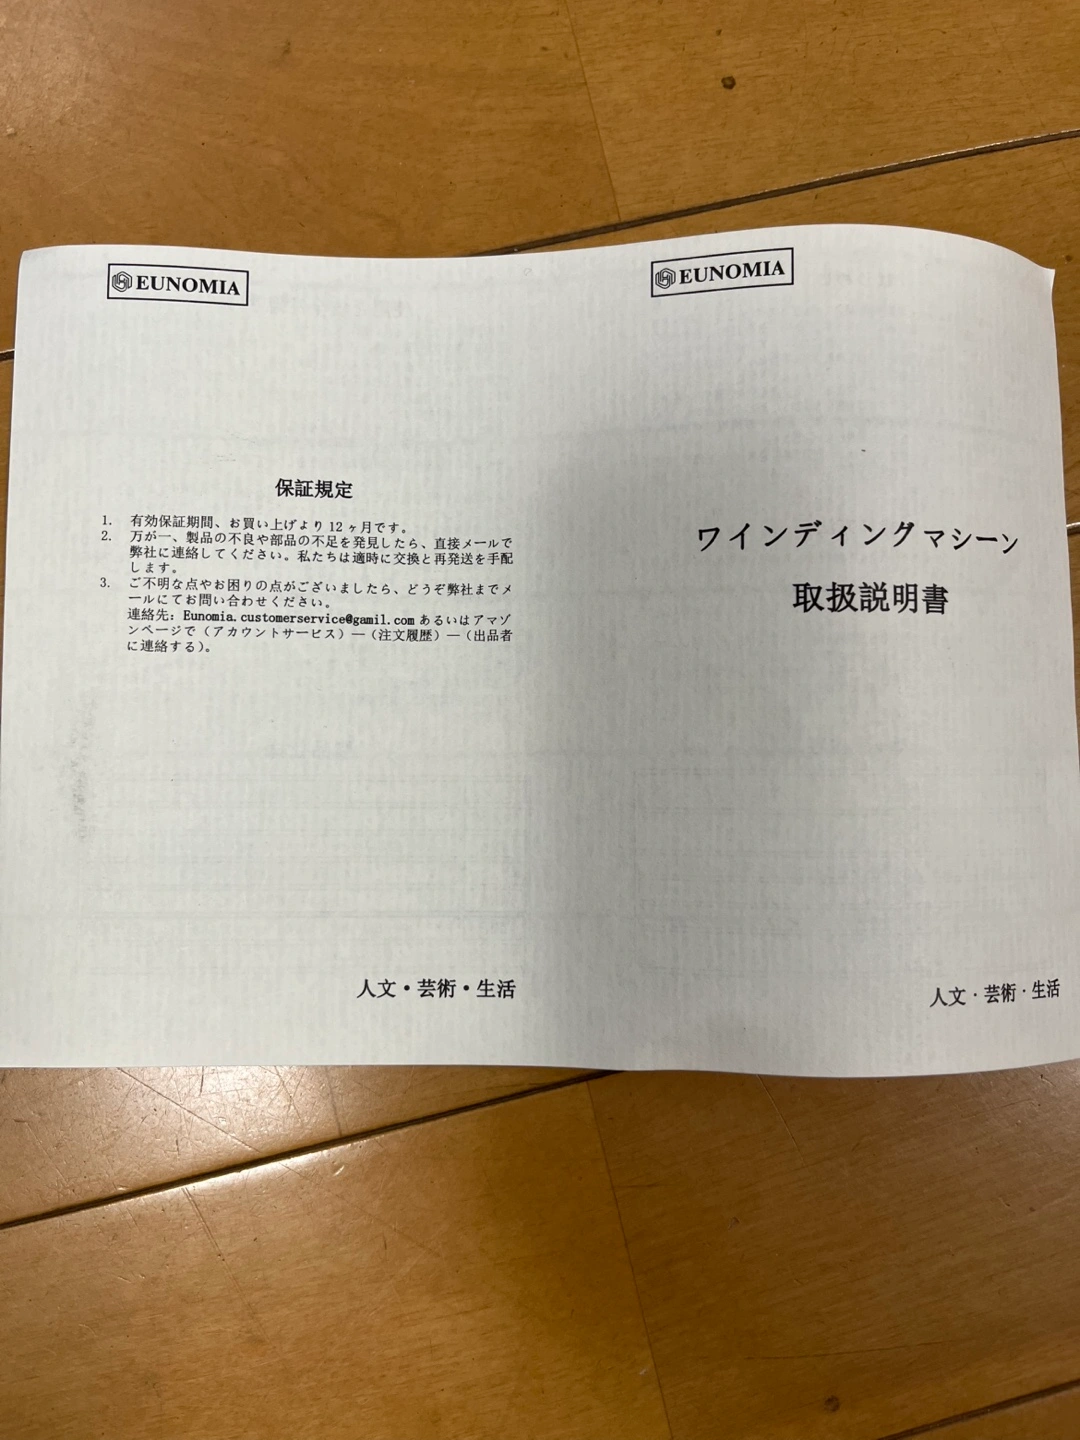 EUNOMIA
保証規定
1. 有効保証期間、お買い上げより 12 ヶ月です。
2. 万が一、製品の不良や部品の不足を発見したら、直接メールで
弊社に連絡してください。私たちは適時に交換と再発送を手配
します。
3. ご不明な点やお困りの点がございましたら、どうぞ弊社までメ
ールにてお問い合わせください。
連絡先：Eunomia.customerservice@gamil.com あるいはアマゾ
ンページで（アカウントサービス）―（注文履歴）―（出品者
に連絡する）。
人文・芸術・生活
EUNOMIA
ワインディングマシーン
取扱説明書
人文・芸術・生活